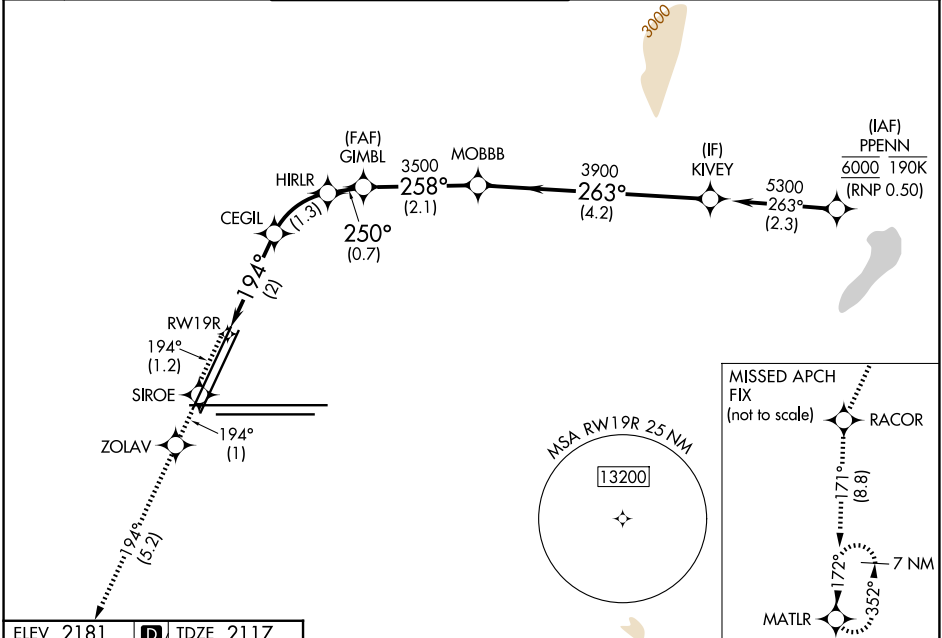 3000
(IAF)
PPENN
6000 190K
(RNP 0.50)
(FAF)
GIMBL
3500
MOBBB
(IF)
KIVEY
HIRLR
258°
(2.1)
3900
263°
(4.2)
5300
263°
(2.3)
CEGIL
(1.3)
250°
(0.7)
194°
(2)
RW19R
194°
(1.2)
SIROE
194°
(1)
ZOLAV
194°
(5.2)
MSA RW19R 25 NM
13200
MISSED APCH
FIX
(not to scale)
RACOR
171°
(8.8)
7 NM
172°
352°
MATLR
ELEV 2181 D TDZE 2117